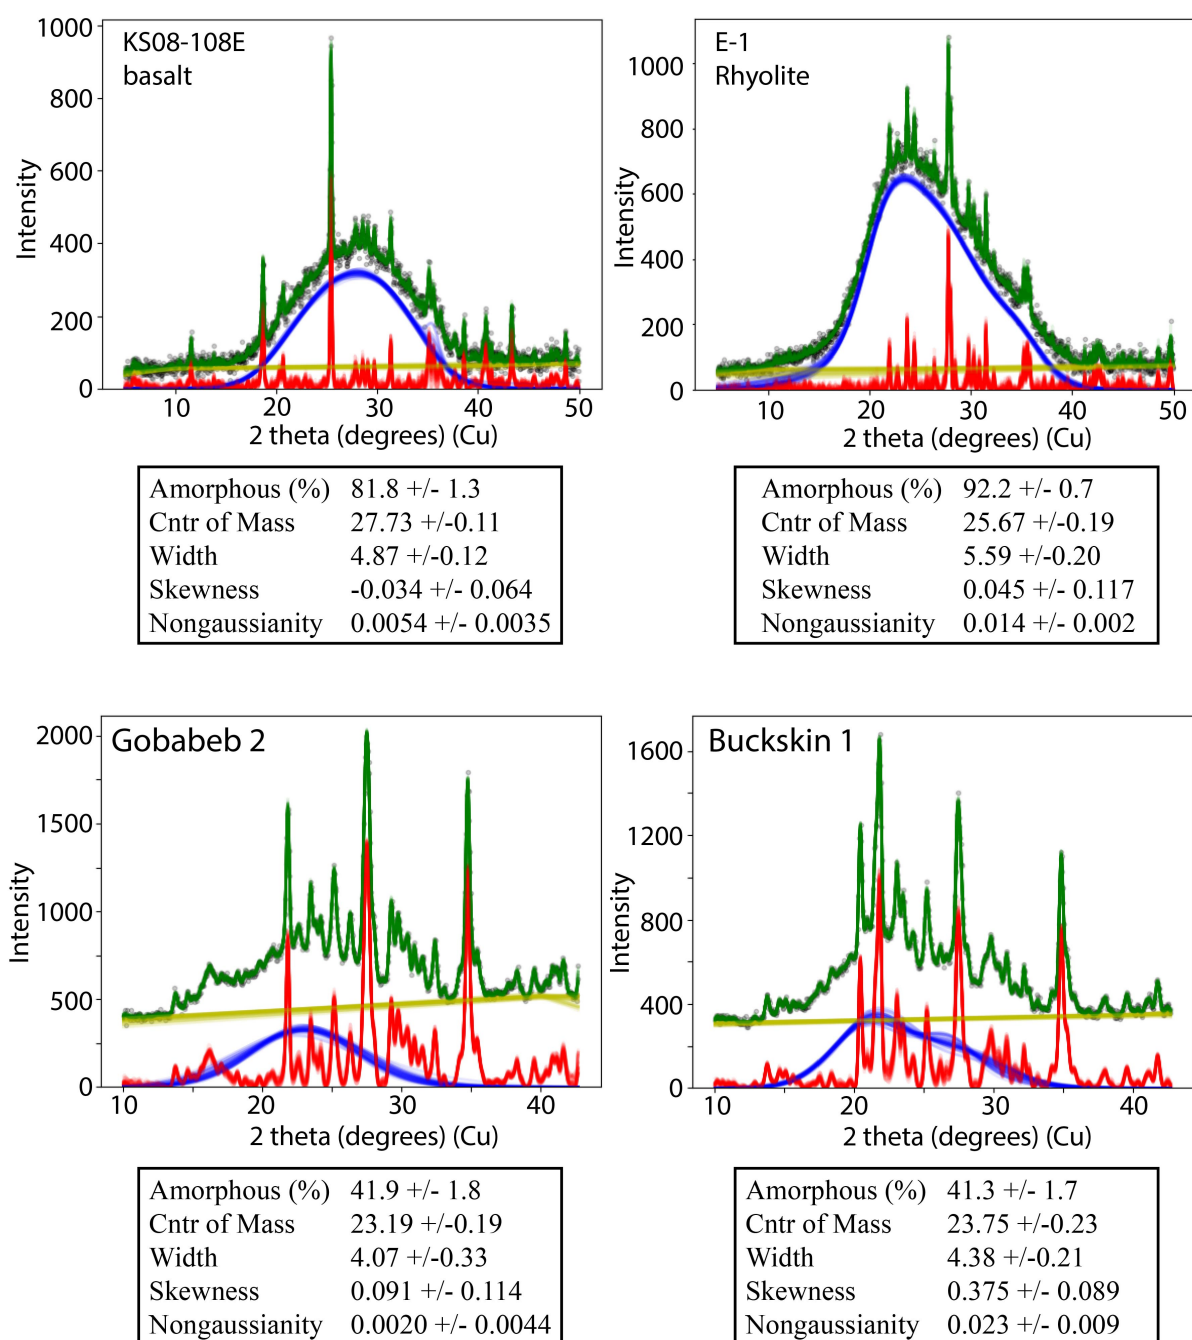 KS08-108E
basalt
Intensity
1000
800
600
400
200
0
10 20 30 40 50
2 theta (degrees) (Cu)
Amorphous (%) 81.8 +/- 1.3
Cntr of Mass 27.73 +/-0.11
Width 4.87 +/-0.12
Skewness -0.034 +/- 0.064
Nongaussianity 0.0054 +/- 0.0035
E-1
Rhyolite
Intensity
1000
800
600
400
200
0
10 20 30 40 50
2 theta (degrees) (Cu)
Amorphous (%) 92.2 +/- 0.7
Cntr of Mass 25.67 +/-0.19
Width 5.59 +/-0.20
Skewness 0.045 +/- 0.117
Nongaussianity 0.014 +/- 0.002
Gobabeb 2
Intensity
2000
1500
1000
500
0
10 20 30 40
2 theta (degrees) (Cu)
Amorphous (%) 41.9 +/- 1.8
Cntr of Mass 23.19 +/-0.19
Width 4.07 +/-0.33
Skewness 0.091 +/- 0.114
Nongaussianity 0.0020 +/- 0.0044
Buckskin 1
Intensity
1600
1200
800
400
0
10 20 30 40
2 theta (degrees) (Cu)
Amorphous (%) 41.3 +/- 1.7
Cntr of Mass 23.75 +/-0.23
Width 4.38 +/-0.21
Skewness 0.375 +/- 0.089
Nongaussianity 0.023 +/- 0.009